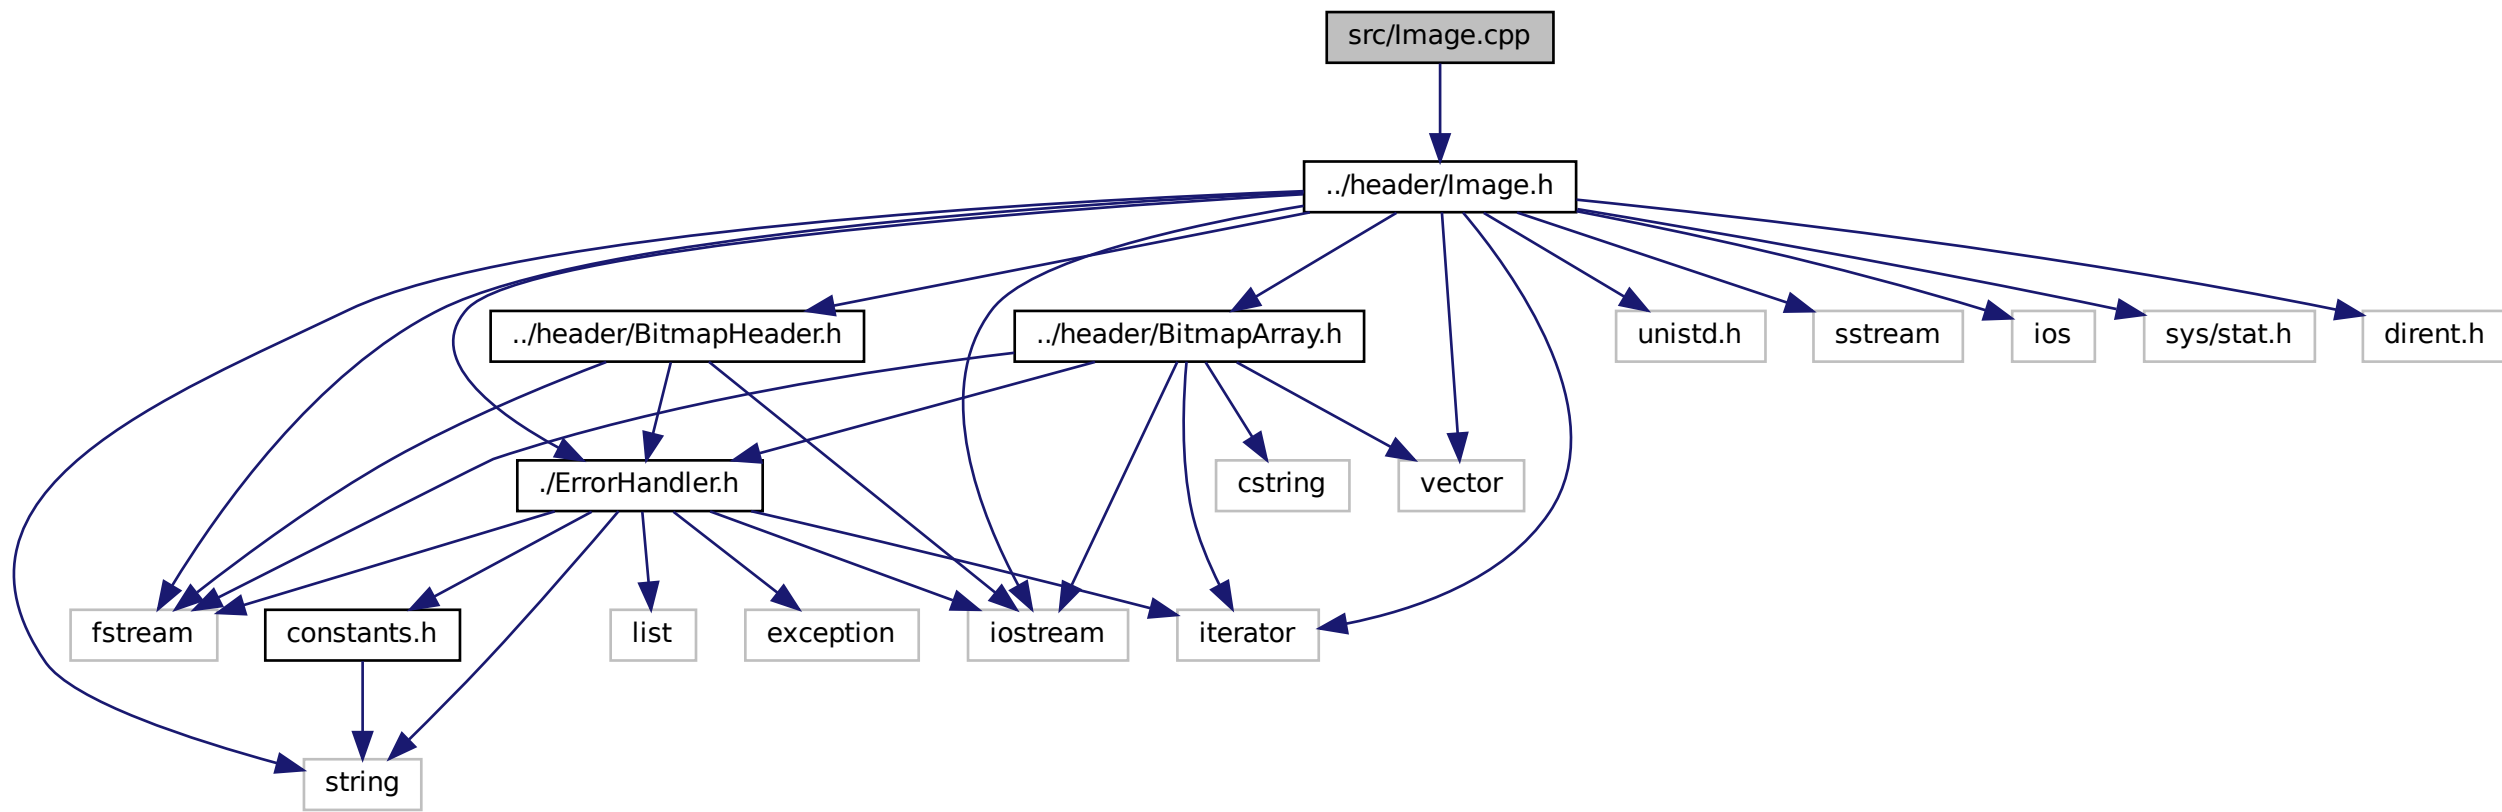 src/Image.cpp
../header/Image.h
../header/BitmapHeader.h
../header/BitmapArray.h
unistd.h
sstream
ios
sys/stat.h
dirent.h
./ErrorHandler.h
cstring
vector
fstream
constants.h
list
exception
iostream
iterator
string